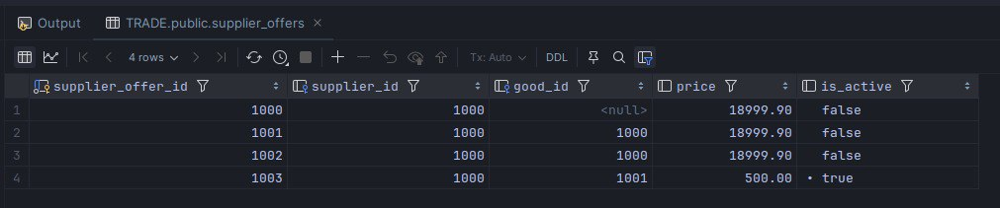 Output TRADE.public.supplier_offers ×
4 rows Tx: Auto DDL
supplier_offer_id supplier_id good_id price is_active
1 1000 1000 <null> 18999.90 false
2 1001 1000 1000 18999.90 false
3 1002 1000 1000 18999.90 false
4 1003 1000 1001 500.00 • true